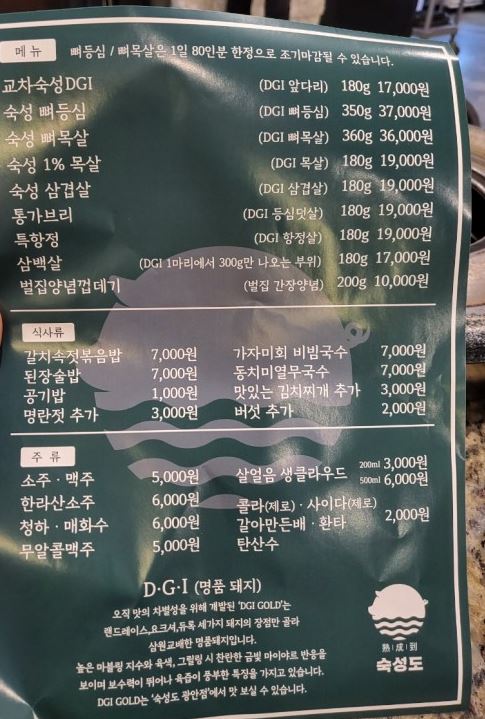 메뉴 뼈등심 / 뼈목살은 1일 80인분 한정으로 조기마감될 수 있습니다.
교차숙성DGI (DGI 앞다리) 180g 17,000원
숙성 뼈등심 (DGI 뼈등심) 350g 37,000원
숙성 뼈목살 (DGI 뼈목살) 360g 36,000원
숙성 1% 목살 (DGI 목살) 180g 19,000원
숙성 삼겹살 (DGI 삼겹살) 180g 19,000원
통가브리 (DGI 등심덧살) 180g 19,000원
특항정 (DGI 항정살) 180g 19,000원
삼백살 (DGI 1마리에서 300g만 나오는 부위) 180g 17,000원
벌집양념껍데기 (벌집 간장양념) 200g 10,000원
식사류
갈치속젓볶음밥 7,000원 가자미회 비빔국수 7,000원
된장술밥 7,000원 동치미열무국수 7,000원
공기밥 1,000원 맛있는 김치찌개 추가 3,000원
명란젓 추가 3,000원 버섯 추가 2,000원
주류
소주 · 맥주 5,000원 살얼음 생클라우드 200ml 3,000원
500ml 6,000원
한라산소주 6,000원 콜라(제로) · 사이다(제로)
청하 · 매화수 6,000원 갈아만든배 · 환타 2,000원
무알콜맥주 5,000원 탄산수
D·G·I (명품 돼지)
오직 맛의 차별성을 위해 개발된 'DGI GOLD'는
랜드레이스,요크셔,듀록 세가지 돼지의 장점만 골라
삼원교배한 명품돼지입니다.
높은 마블링 지수와 육색, 그릴링 시 찬란한 금빛 마이야르 반응을
보이며 보수력이 뛰어나 육즙이 풍부한 특징을 가지고 있습니다.
DGI GOLD는 '숙성도 광안점'에서 맛 보실 수 있습니다.
熟成到
숙성도